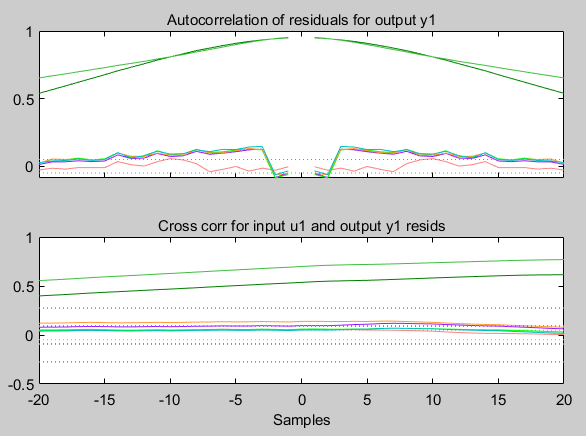 Autocorrelation of residuals for output y1
1
0.5
0
Cross corr for input u1 and output y1 resids
1
0.5
0
-0.5
-20 -15 -10 -5 0 5 10 15 20
Samples